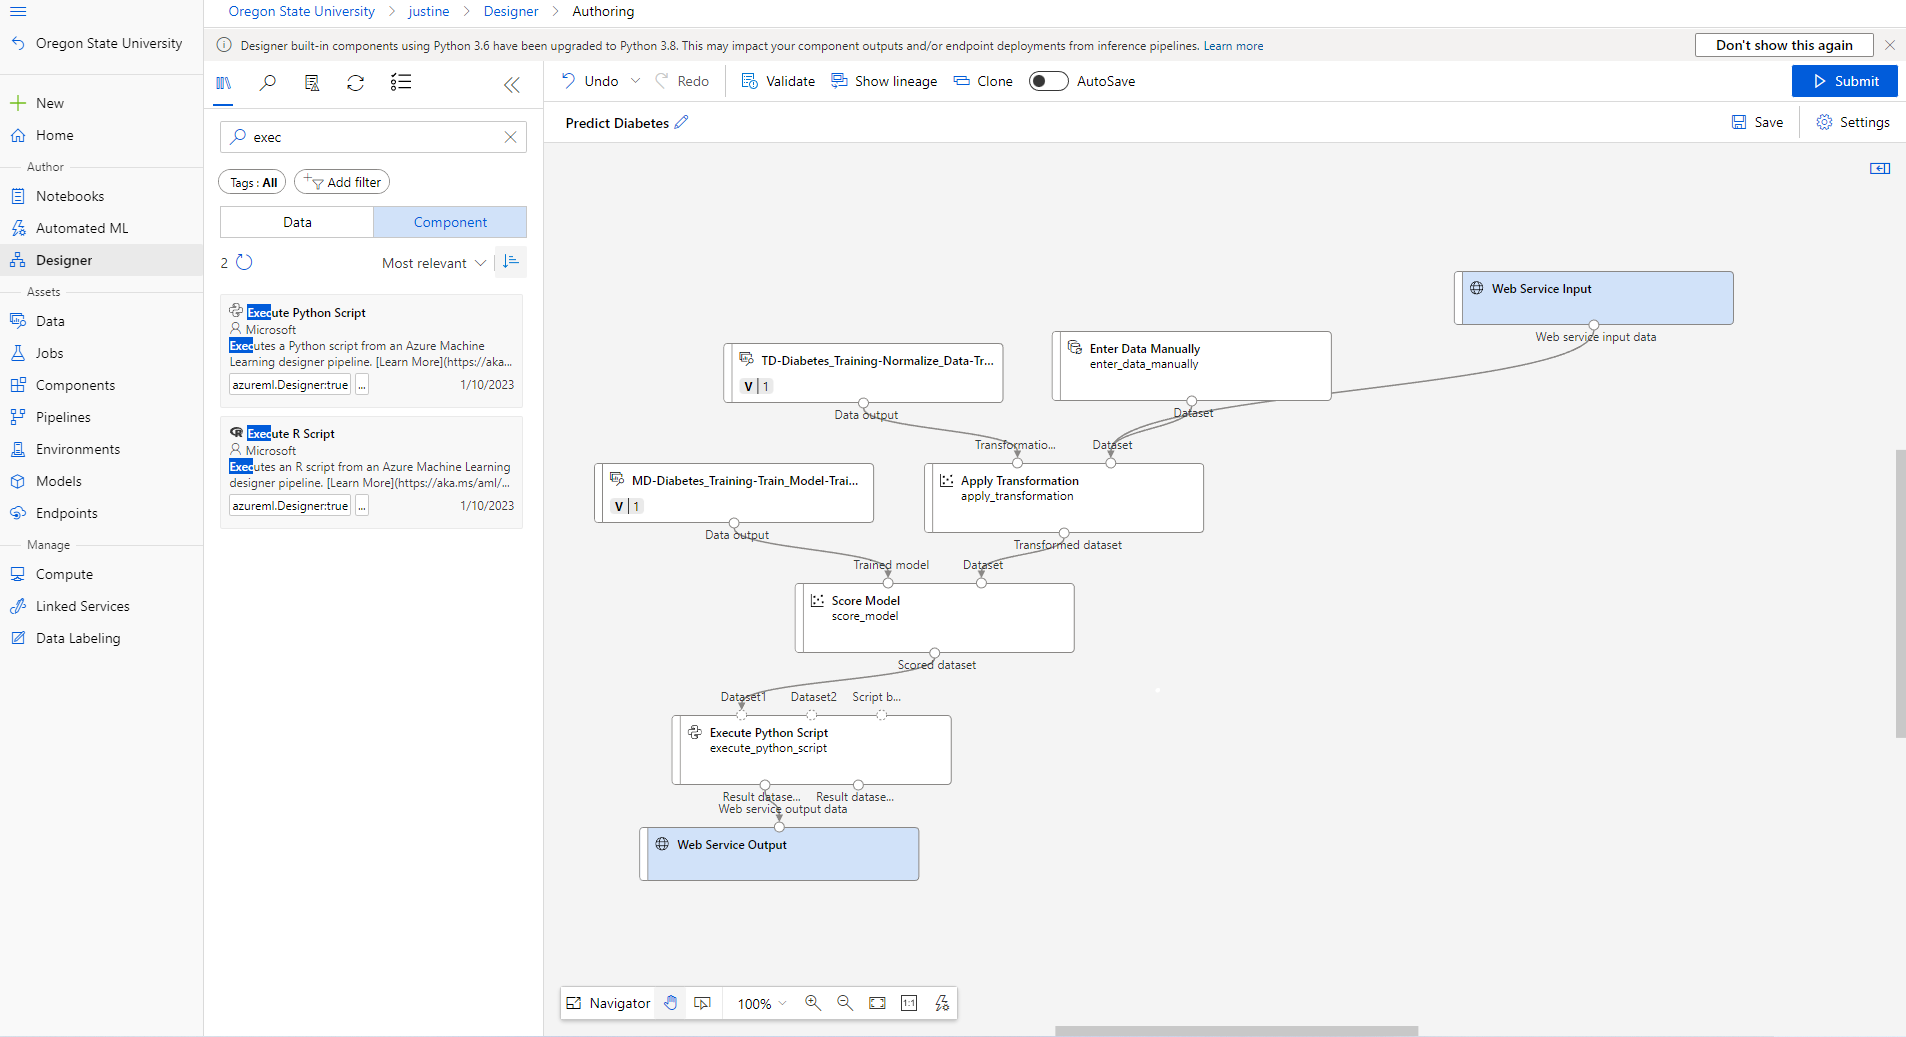 Oregon State University > justine > Designer > Authoring
Oregon State University
Designer built-in components using Python 3.6 have been upgraded to Python 3.8. This may impact your component outputs and/or endpoint deployments from inference pipelines. Learn more
Don't show this again
New
Home
Author
Notebooks
Automated ML
Designer
Assets
Data
Jobs
Components
Pipelines
Environments
Models
Endpoints
Manage
Compute
Linked Services
Data Labeling
exec
Tags : All
Add filter
Data
Component
2
Most relevant
Execute Python Script
Microsoft
Executes a Python script from an Azure Machine
Learning designer pipeline. [Learn More](https://aka...
azureml.Designer:true
...
1/10/2023
Execute R Script
Microsoft
Executes an R script from an Azure Machine Learning
designer pipeline. [Learn More](https://aka.ms/aml/...
azureml.Designer:true
...
1/10/2023
Undo
Redo
Validate
Show lineage
Clone
AutoSave
Submit
Predict Diabetes
Save
Settings
Web Service Input
Web service input data
TD-Diabetes_Training-Normalize_Data-Tr...
V | 1
Data output
Enter Data Manually
enter_data_manually
Dataset
Transformatio...
Dataset
MD-Diabetes_Training-Train_Model-Trai...
V | 1
Data output
Apply Transformation
apply_transformation
Transformed dataset
Trained model
Dataset
Score Model
score_model
Scored dataset
Dataset1
Dataset2
Script b...
Execute Python Script
execute_python_script
Result datase...
Result datase...
Web service output data
Web Service Output
Navigator
100%
1:1